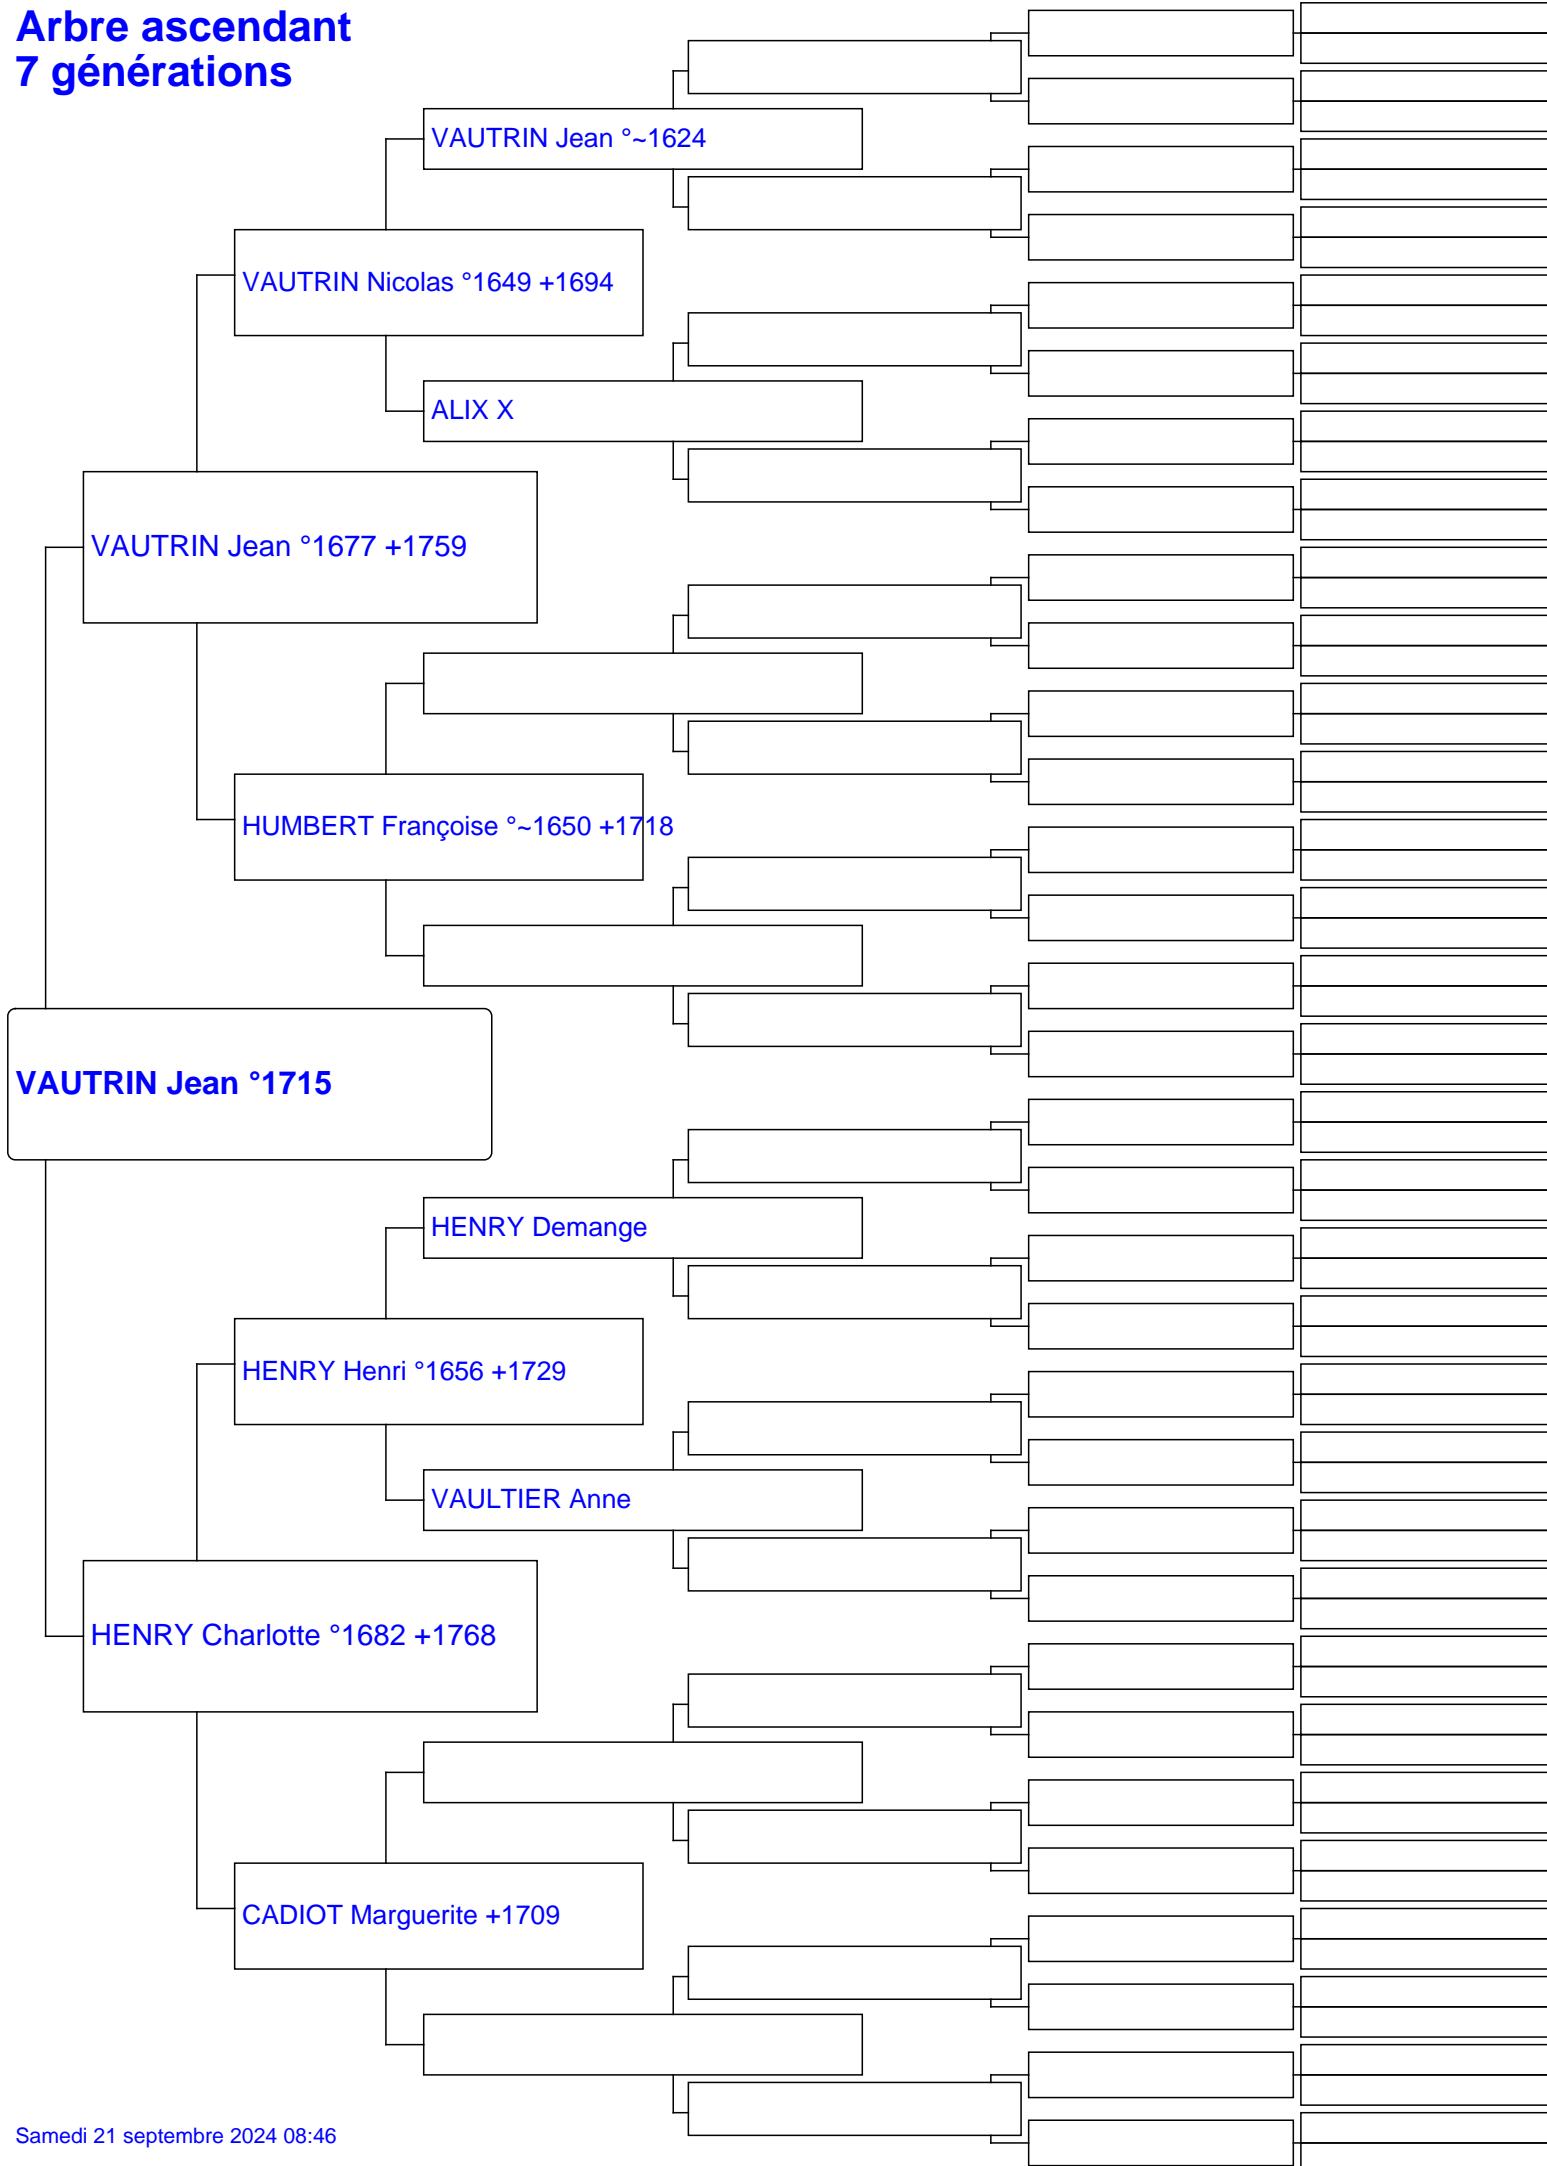 Arbre ascendant
7 générations
VAUTRIN Jean °~1624
VAUTRIN Nicolas °1649 +1694
ALIX X
VAUTRIN Jean °1677 +1759
HUMBERT Françoise °~1650 +1718
VAUTRIN Jean °1715
HENRY Demange
HENRY Henri °1656 +1729
VAULTIER Anne
HENRY Charlotte °1682 +1768
CADIOT Marguerite +1709
Samedi 21 septembre 2024 08:46